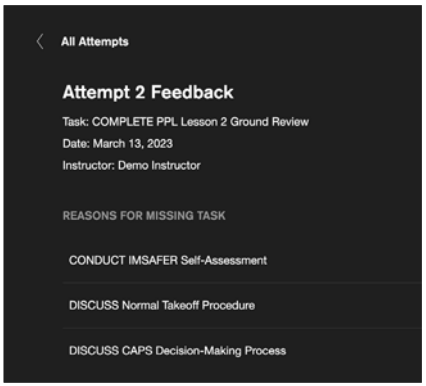 All Attempts
Attempt 2 Feedback
Task: COMPLETE PPL Lesson 2 Ground Review
Date: March 13, 2023
Instructor: Demo Instructor
REASONS FOR MISSING TASK
CONDUCT IMSAFER Self-Assessment
DISCUSS Normal Takeoff Procedure
DISCUSS CAPS Decision-Making Process